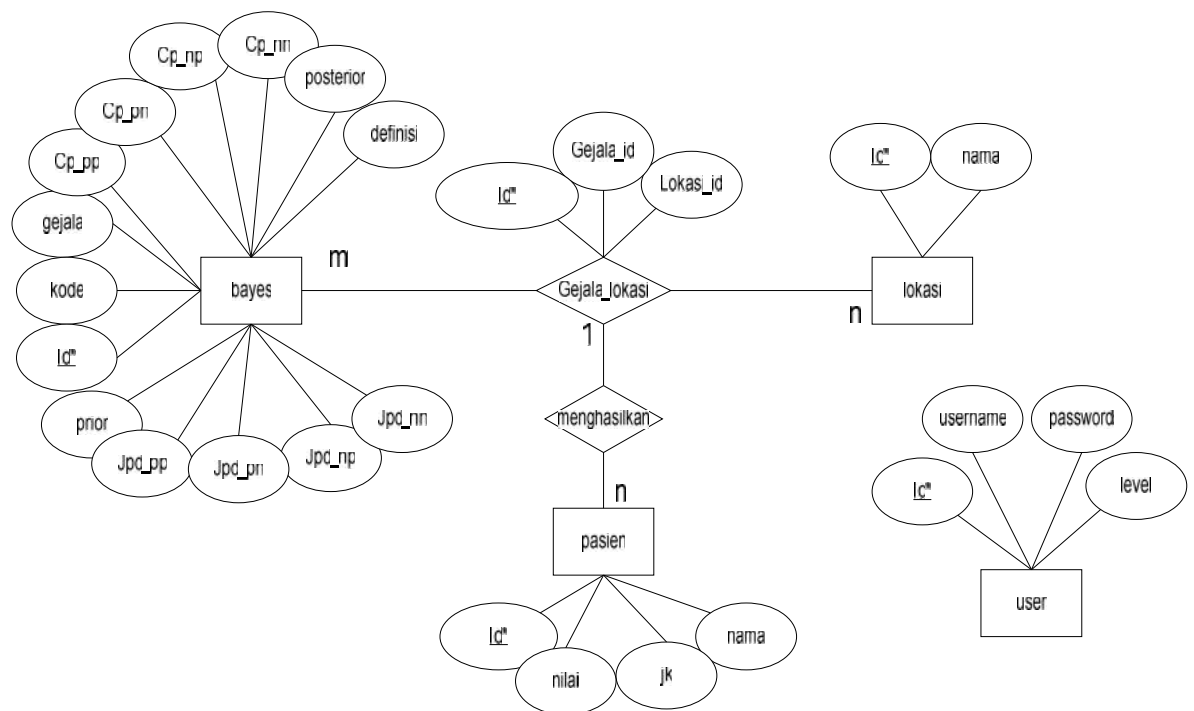 Cp_np
Cp_nn
posterior
definisi
Cp_pn
Cp_pp
gejala
kode
Id*
bayes
prior
Jpd_pp
Jpd_pn
Jpd_np
Jpd_nn
m
Id*
Gejala_id
Lokasi_id
Gejala_lokasi
1
menghasilkan
n
pasien
Id*
nilai
jk
nama
n
Id*
nama
lokasi
Id*
username
password
level
user